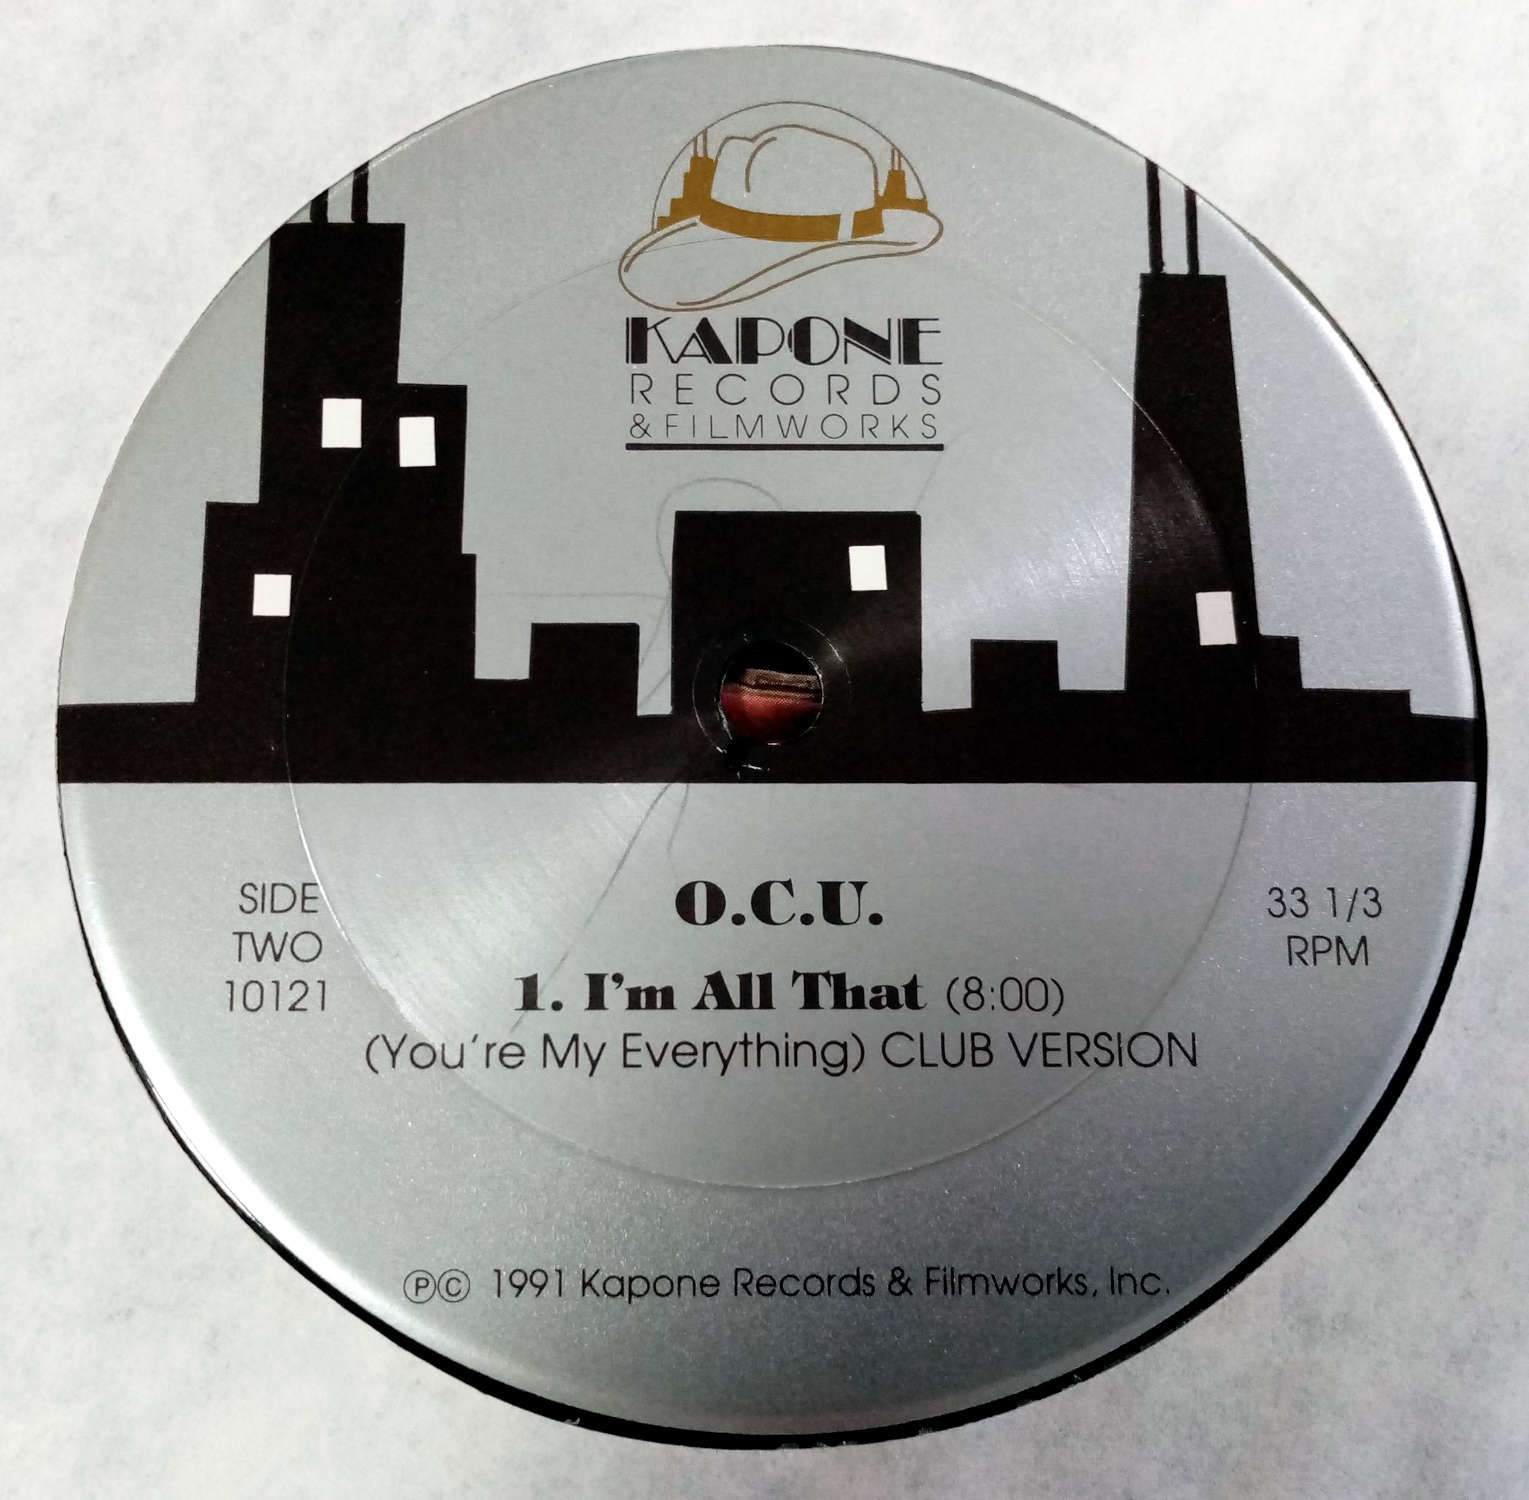 KAPONE
RECORDS
& FILMWORKS
SIDE
TWO
10121
O.C.U.
33 1/3
RPM
1. I'm All That (8:00)
(You're My Everything) CLUB VERSION
ⓅⒸ 1991 Kapone Records & Filmworks, Inc.